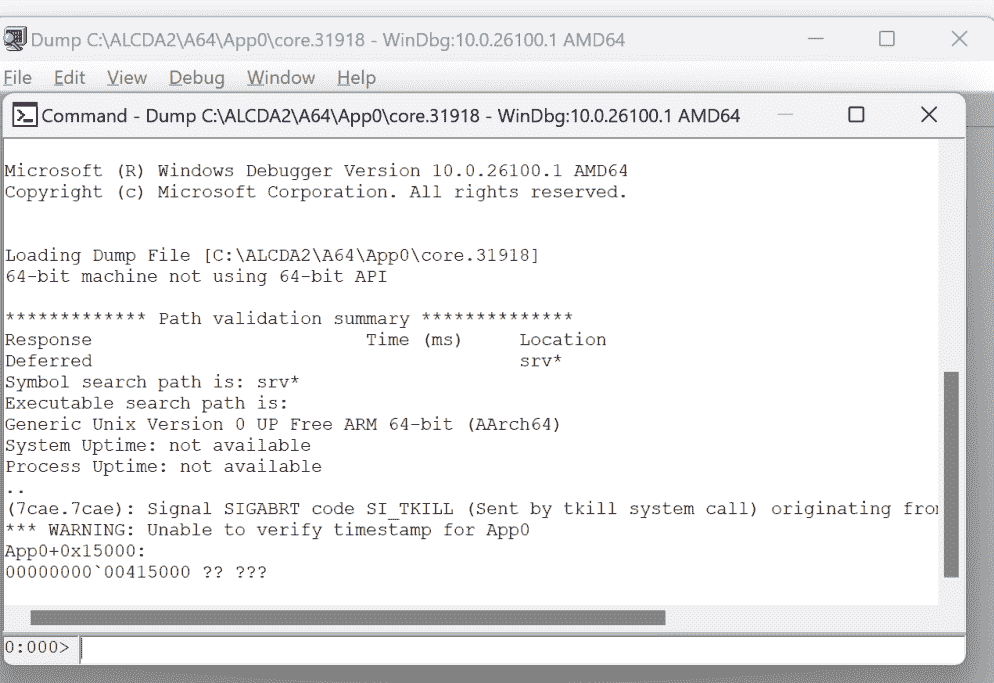 Dump C:\ALCDA2\A64\App0\core.31918 - WinDbg:10.0.26100.1 AMD64
File Edit View Debug Window Help
Command - Dump C:\ALCDA2\A64\App0\core.31918 - WinDbg:10.0.26100.1 AMD64
Microsoft (R) Windows Debugger Version 10.0.26100.1 AMD64
Copyright (c) Microsoft Corporation. All rights reserved.
Loading Dump File [C:\ALCDA2\A64\App0\core.31918]
64-bit machine not using 64-bit API
************* Path validation summary **************
Response Time (ms) Location
Deferred srv*
Symbol search path is: srv*
Executable search path is:
Generic Unix Version 0 UP Free ARM 64-bit (AArch64)
System Uptime: not available
Process Uptime: not available
..
(7cae.7cae): Signal SIGABRT code SI_TKILL (Sent by tkill system call) originating from
*** WARNING: Unable to verify timestamp for App0
App0+0x15000:
00000000`00415000 ?? ???
0:000>